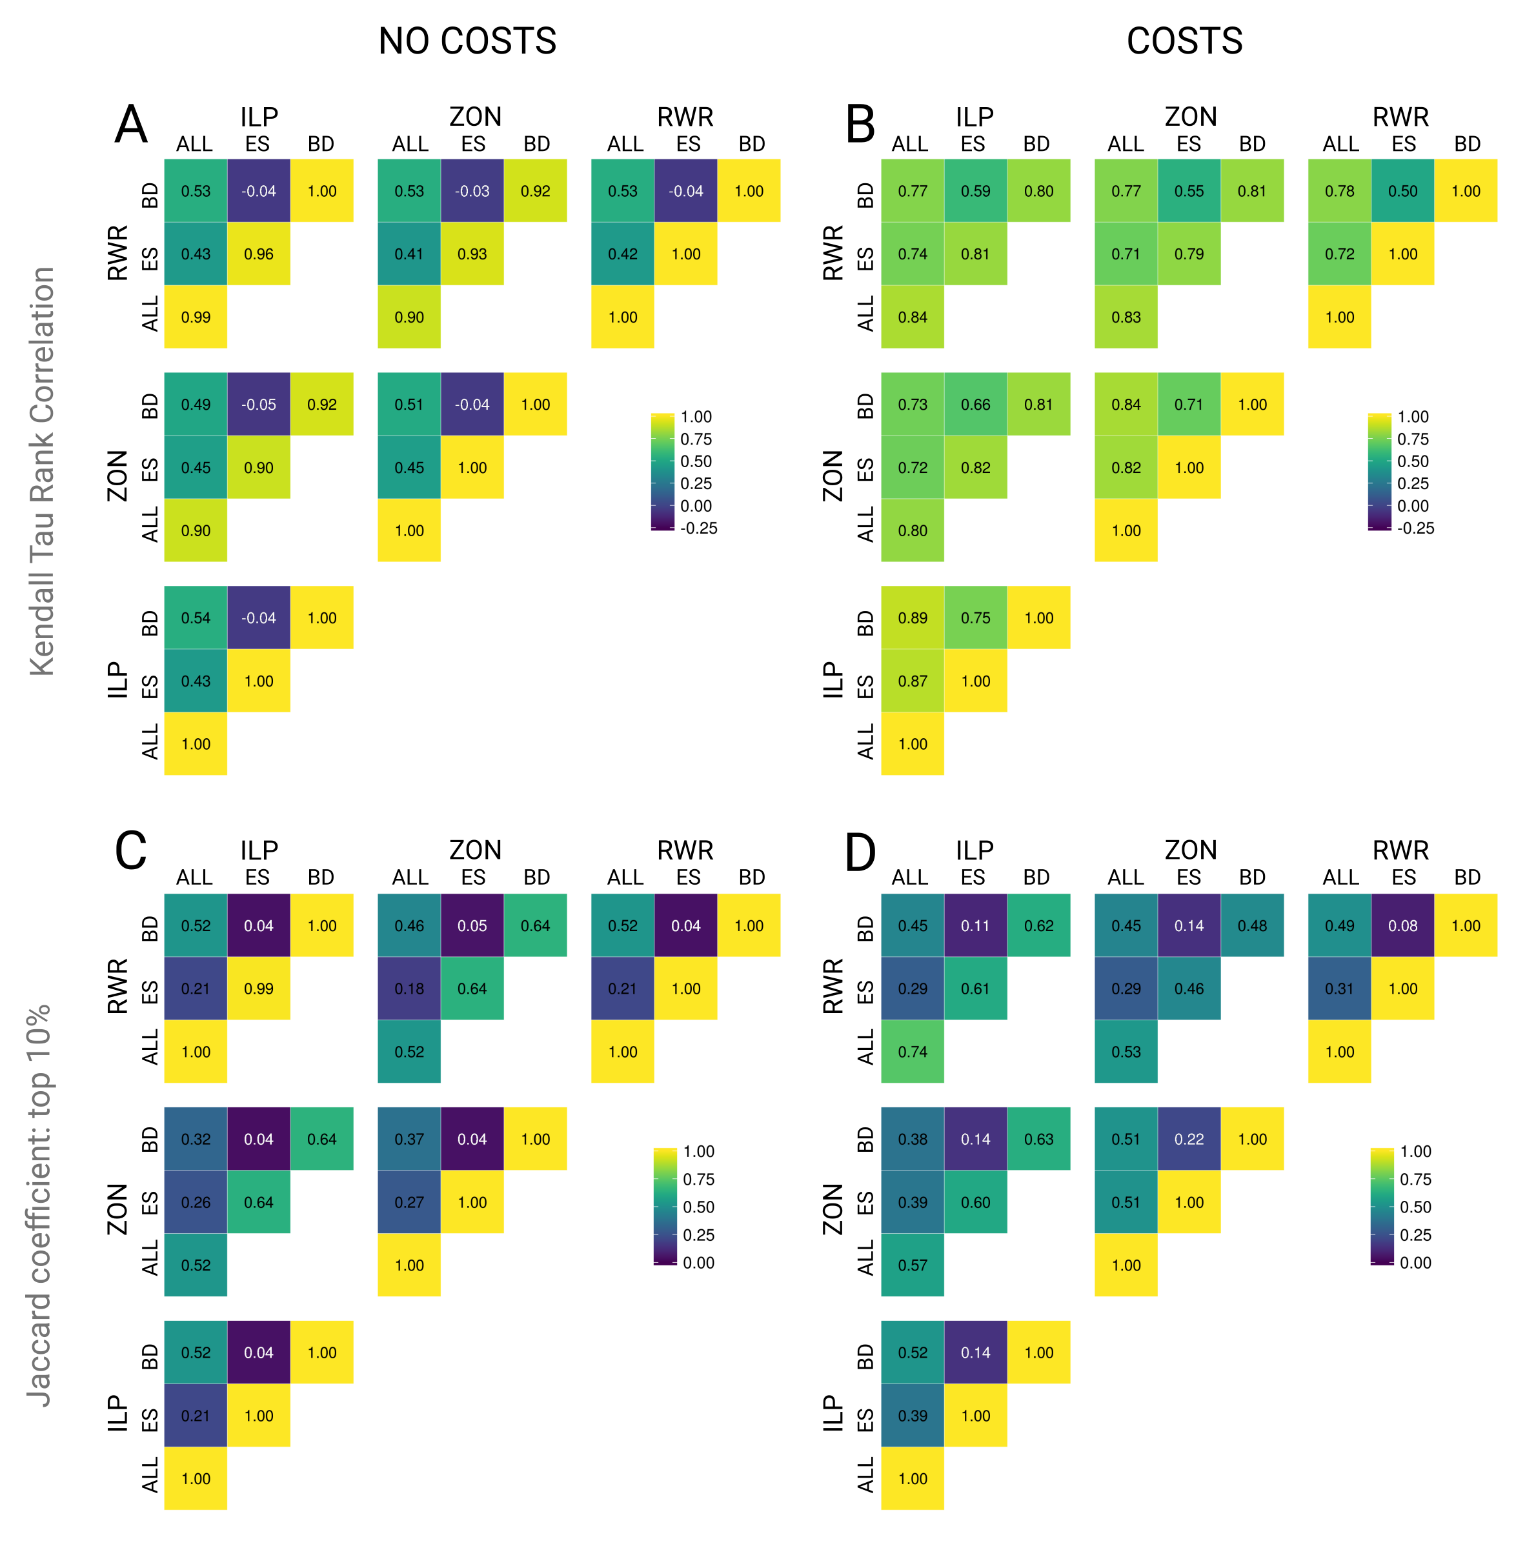 NO COSTS COSTS
A ILP ZON RWR B ILP ZON RWR
ALL ES BD ALL ES BD ALL ES BD ALL ES BD ALL ES BD ALL ES BD
Kendall Tau Rank Correlation
RWR RWR
BD 0.53 -0.04 1.00 0.53 -0.03 0.92 0.53 -0.04 1.00 BD 0.77 0.59 0.80 0.77 0.55 0.81 0.78 0.50 1.00
ES 0.43 0.96 0.41 0.93 0.42 1.00 ES 0.74 0.81 0.71 0.79 0.72 1.00
ALL 0.99 0.90 1.00 ALL 0.84 0.83 1.00
ZON ZON
BD 0.49 -0.05 0.92 0.51 -0.04 1.00 BD 0.73 0.66 0.81 0.84 0.71 1.00
ES 0.45 0.90 0.45 1.00 ES 0.72 0.82 0.82 1.00
ALL 0.90 1.00 ALL 0.80 1.00
1.00 1.00
0.75 0.75
0.50 0.50
0.25 0.25
0.00 0.00
-0.25 -0.25
ILP ILP
BD 0.54 -0.04 1.00 BD 0.89 0.75 1.00
ES 0.43 1.00 ES 0.87 1.00
ALL 1.00 ALL 1.00
C ILP ZON RWR D ILP ZON RWR
ALL ES BD ALL ES BD ALL ES BD ALL ES BD ALL ES BD ALL ES BD
Jaccard coefficient: top 10%
RWR RWR
BD 0.52 0.04 1.00 0.46 0.05 0.64 0.52 0.04 1.00 BD 0.45 0.11 0.62 0.45 0.14 0.48 0.49 0.08 1.00
ES 0.21 0.99 0.18 0.64 0.21 1.00 ES 0.29 0.61 0.29 0.46 0.31 1.00
ALL 1.00 0.52 1.00 ALL 0.74 0.53 1.00
ZON ZON
BD 0.32 0.04 0.64 0.37 0.04 1.00 BD 0.38 0.14 0.63 0.51 0.22 1.00
ES 0.26 0.64 0.27 1.00 ES 0.39 0.60 0.51 1.00
ALL 0.52 1.00 ALL 0.57 1.00
1.00 1.00
0.75 0.75
0.50 0.50
0.25 0.25
0.00 0.00
ILP ILP
BD 0.52 0.04 1.00 BD 0.52 0.14 1.00
ES 0.21 1.00 ES 0.39 1.00
ALL 1.00 ALL 1.00